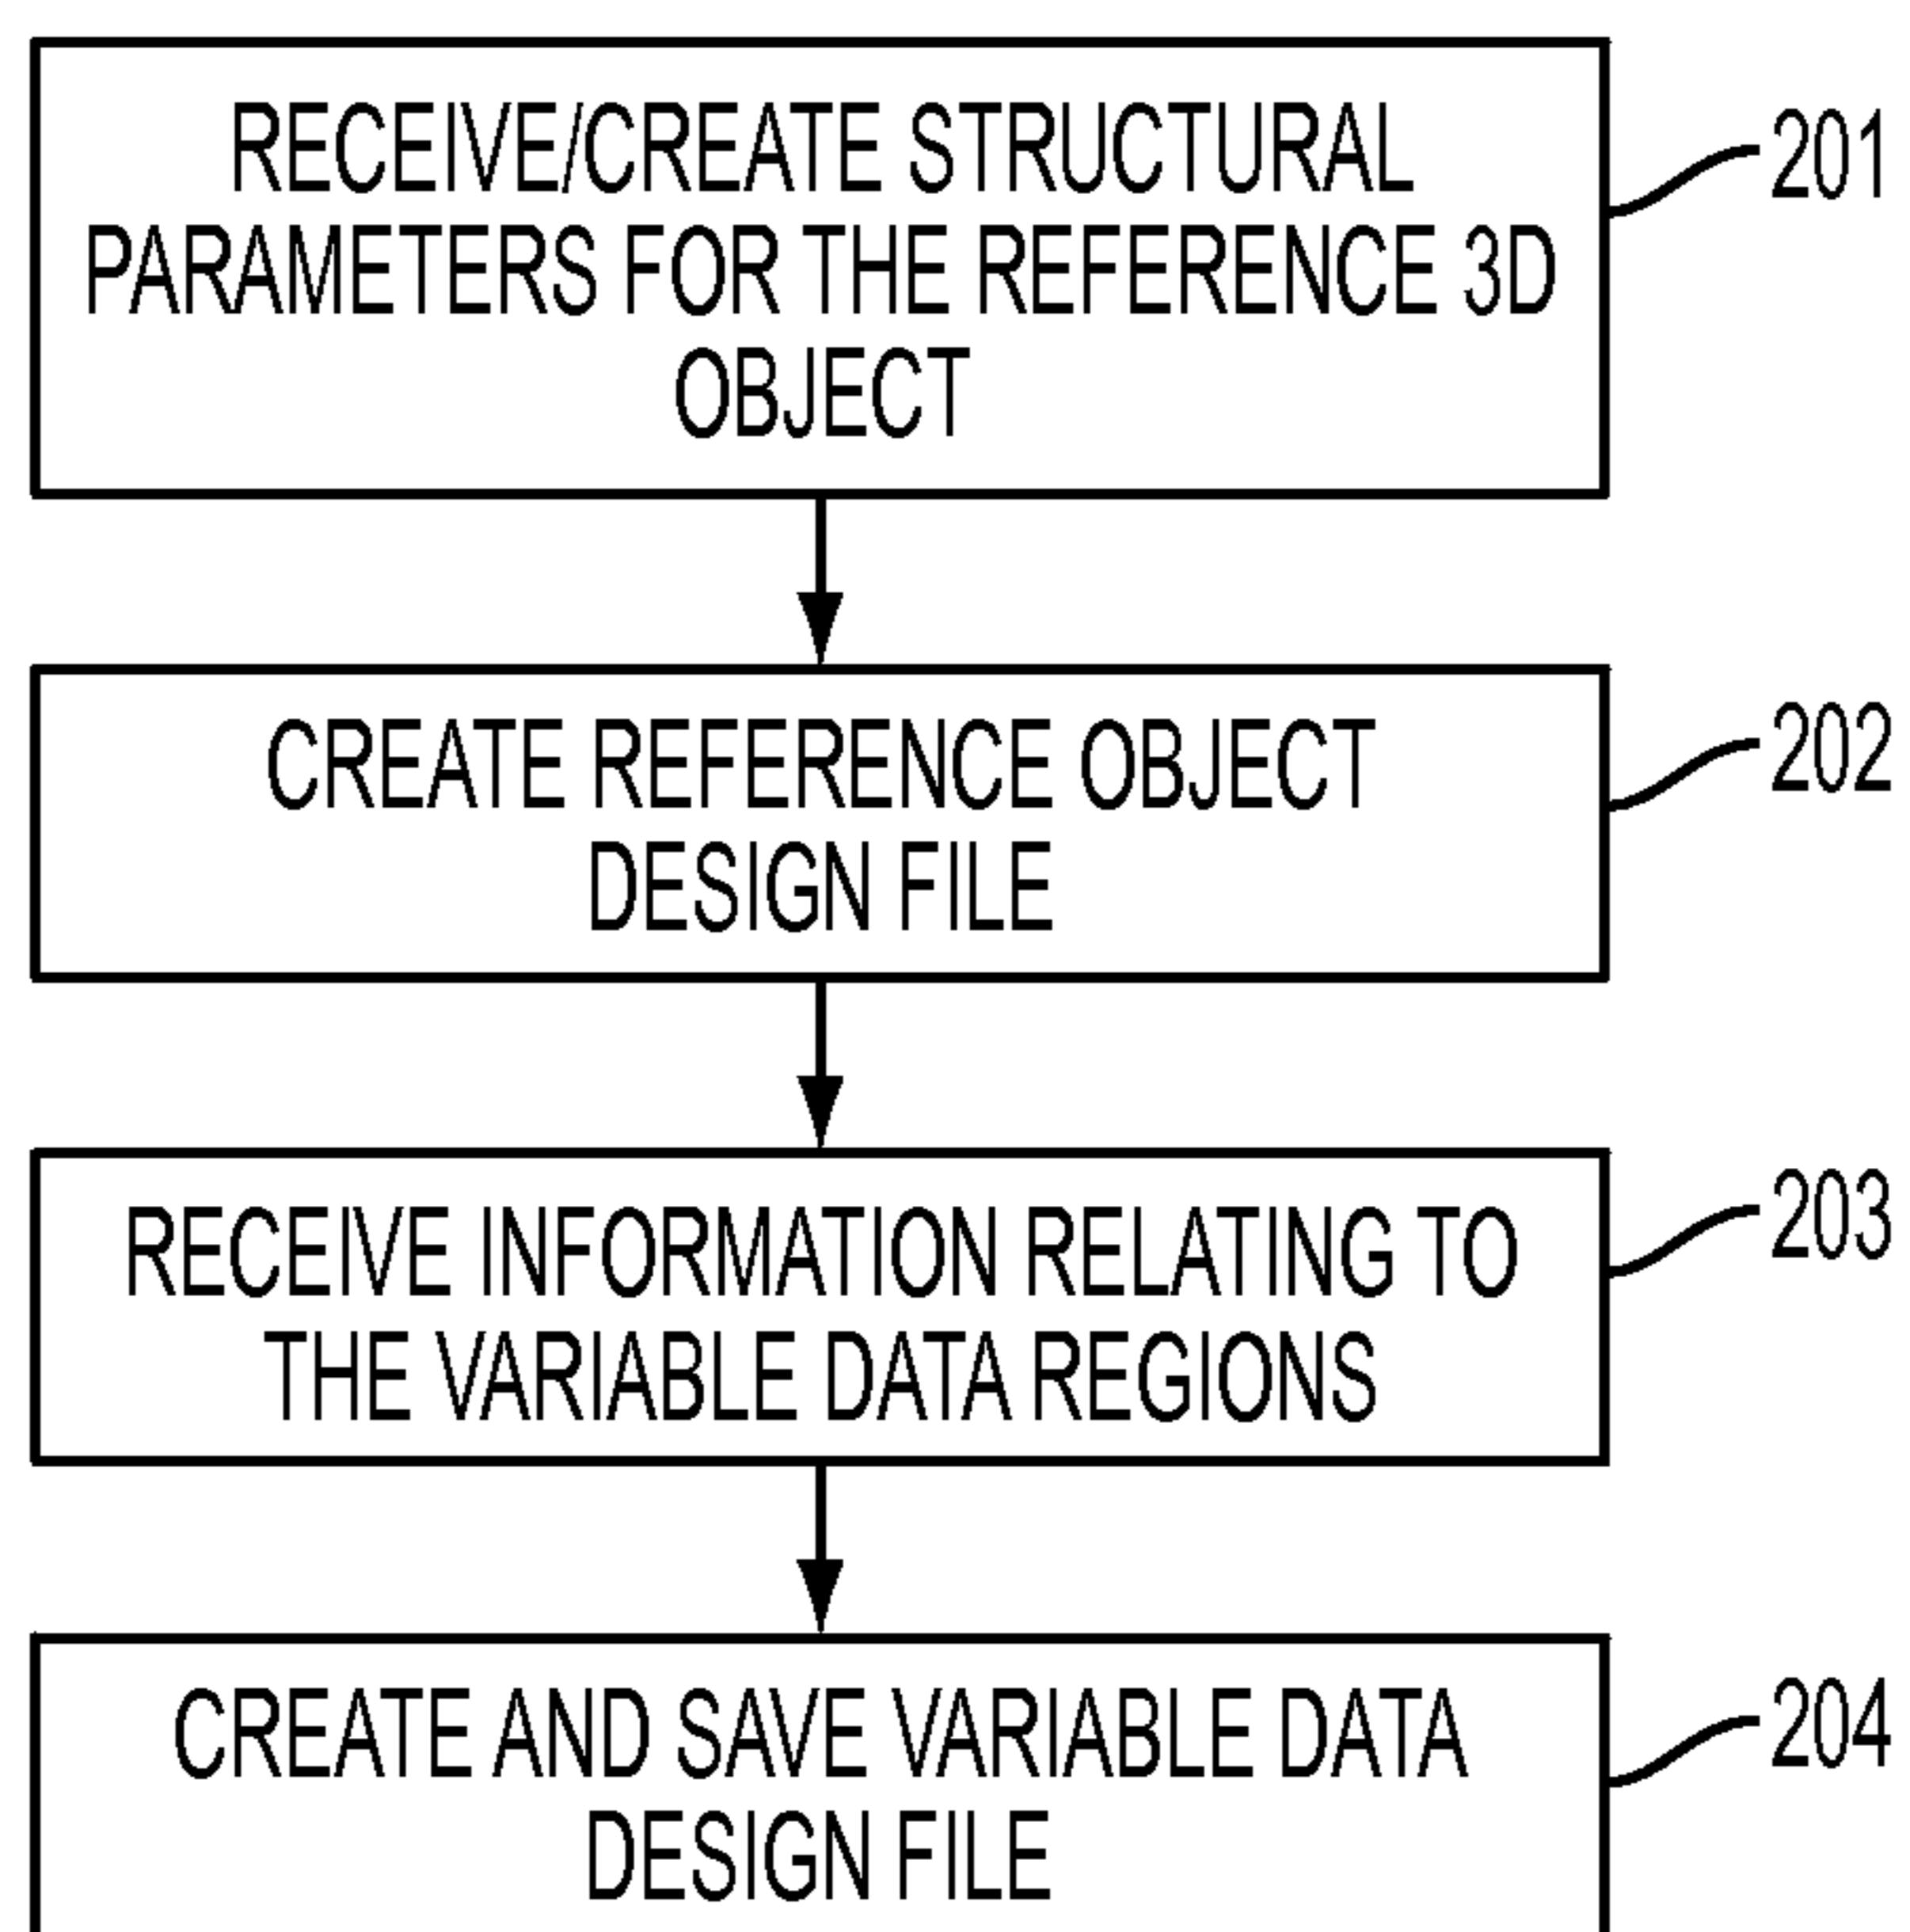 RECEIVE/CREATE STRUCTURAL
PARAMETERS FOR THE REFERENCE 3D
OBJECT
201
CREATE REFERENCE OBJECT
DESIGN FILE
202
RECEIVE INFORMATION RELATING TO
THE VARIABLE DATA REGIONS
203
CREATE AND SAVE VARIABLE DATA
DESIGN FILE
204